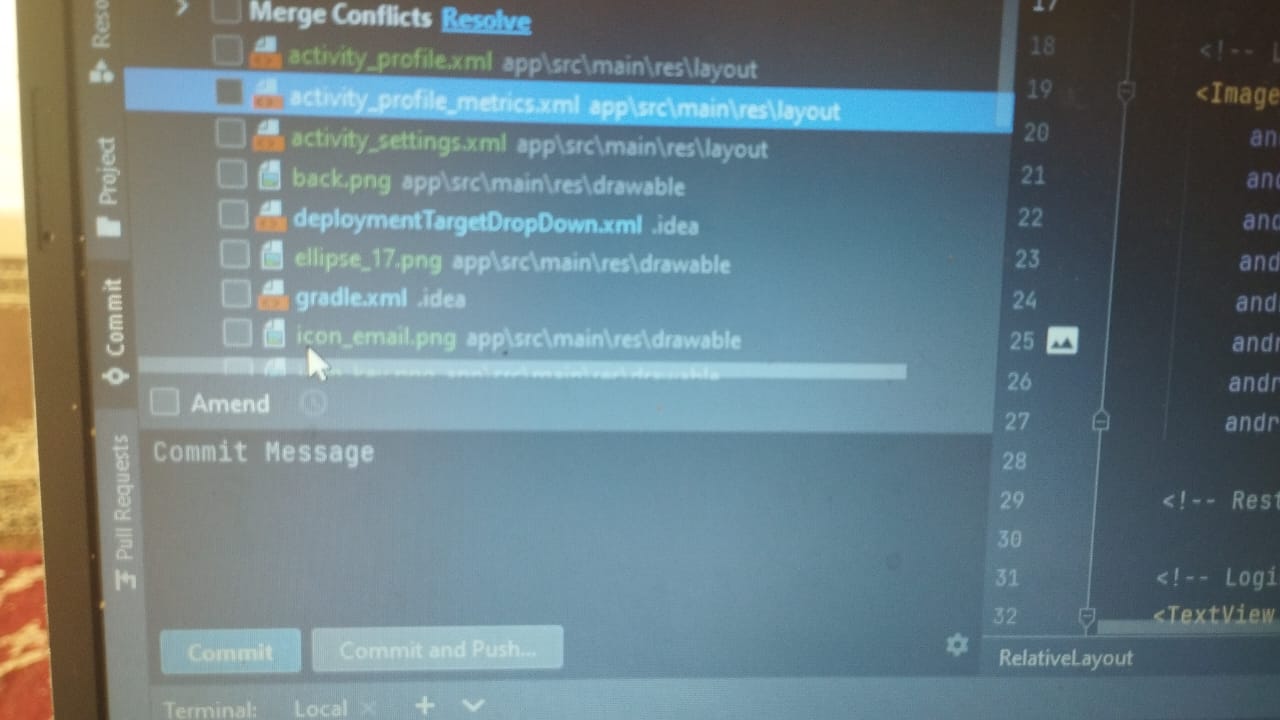 Reso
Project
Commit
Pull Requests
Merge Conflicts Resolve
activity_profile.xml app\src\main\res\layout
activity_profile_metrics.xml app\src\main\res\layout
activity_settings.xml app\src\main\res\layout
back.png app\src\main\res\drawable
deploymentTargetDropDown.xml .idea
ellipse_17.png app\src\main\res\drawable
gradle.xml .idea
icon_email.png app\src\main\res\drawable
Amend
Commit Message
Commit
Commit and Push...
Terminal: Local × + 
17
18 <!--
19 <Image
20 an
21 and
22 and
23 and
24 and
25 andr
26 andr
27 andr
28
29 <!-- Rest
30
31 <!-- Logi
32 <TextView
RelativeLayout